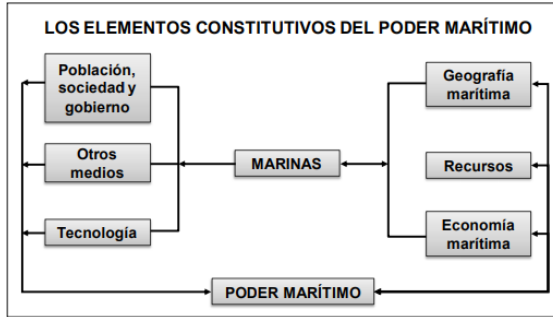 LOS ELEMENTOS CONSTITUTIVOS DEL PODER MARÍTIMO
Población,
sociedad y
gobierno
Otros
medios
Tecnología
MARINAS
Geografía
marítima
Recursos
Economía
marítima
PODER MARÍTIMO